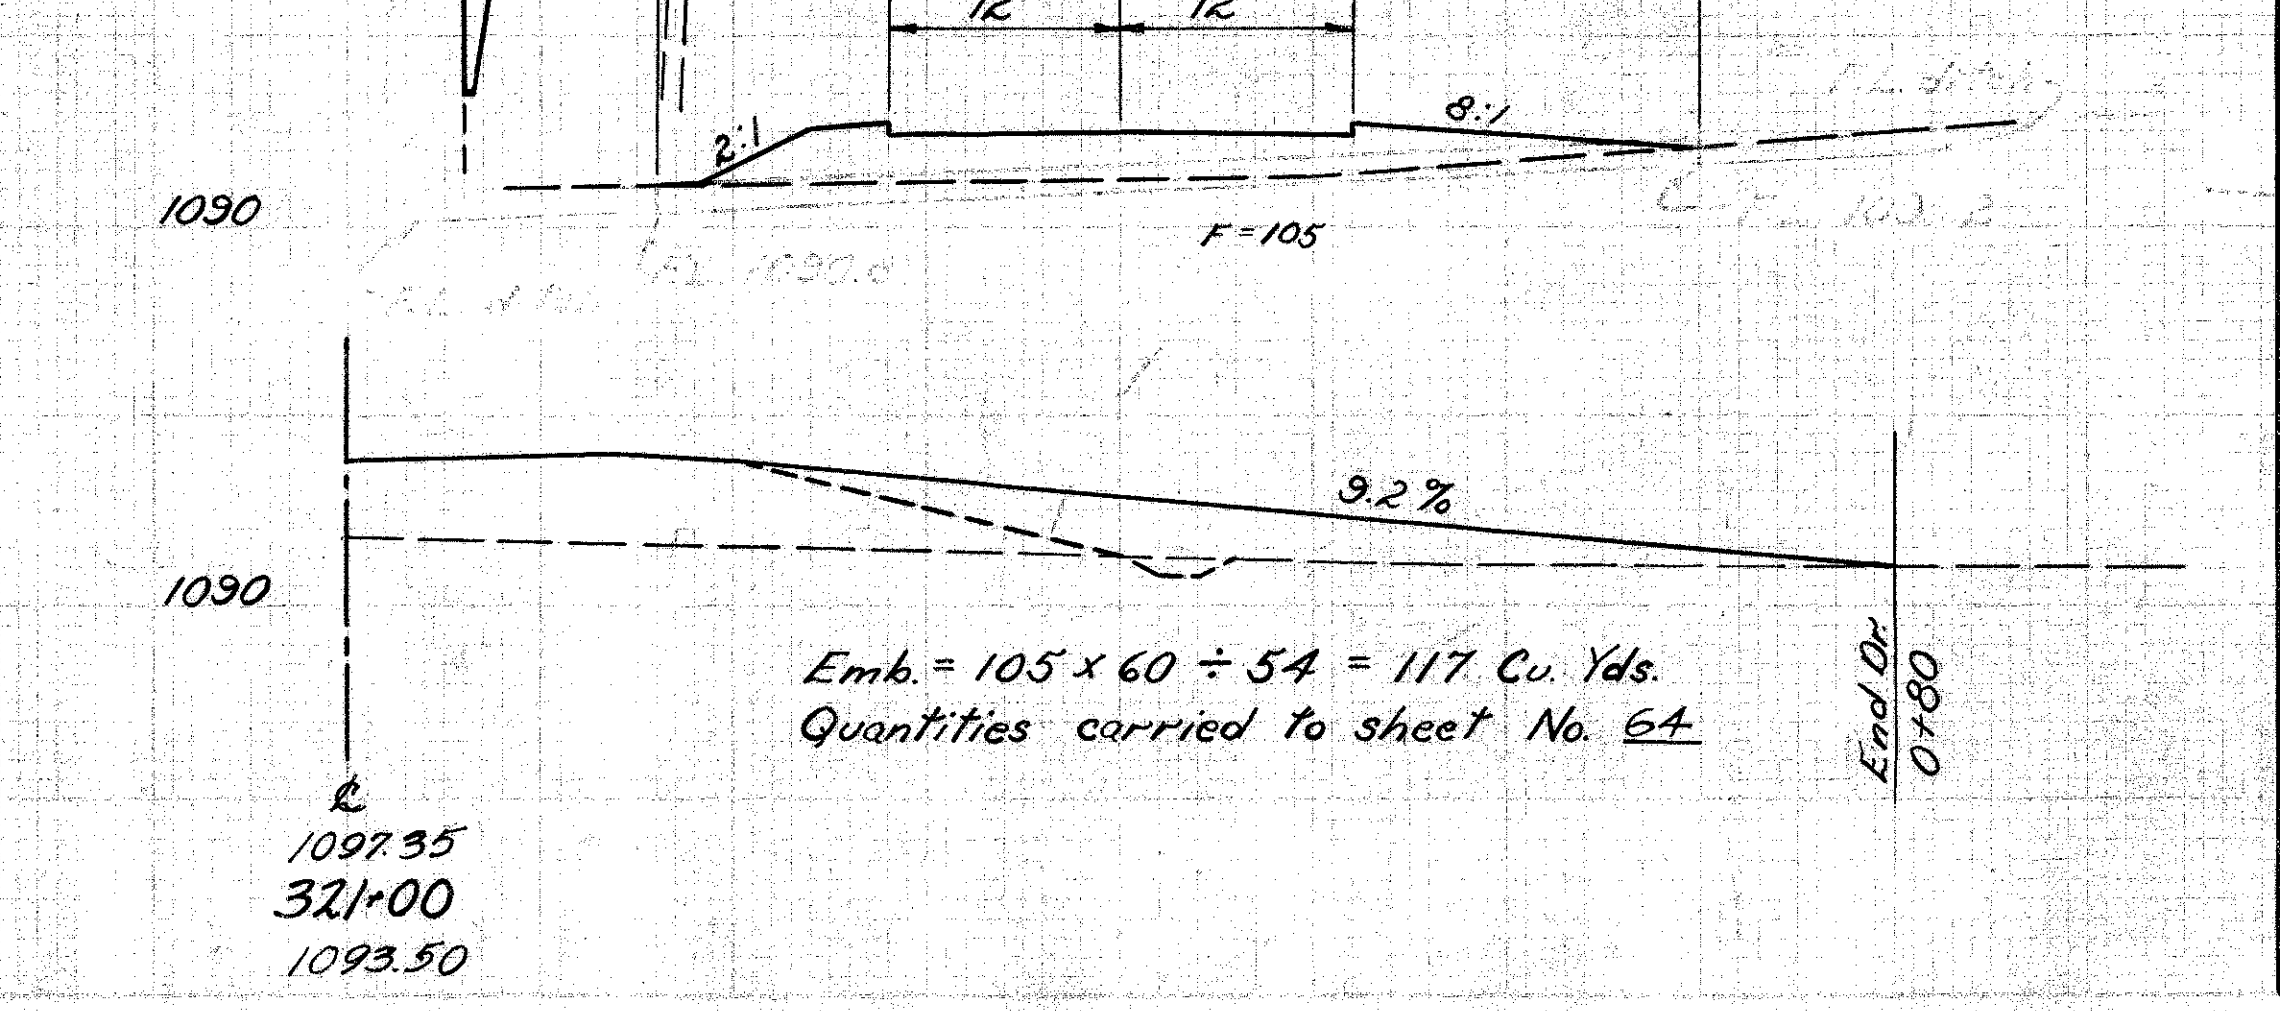 12 12
2:1
8:1
F.L. ditch
1090
F = 105
1090
9.2 %
Emb. = 105 x 60 ÷ 54 = 117 Cu. Yds.
Quantities carried to sheet No. 64
End Dr.
0+80
℄
1097.35
321+00
1093.50